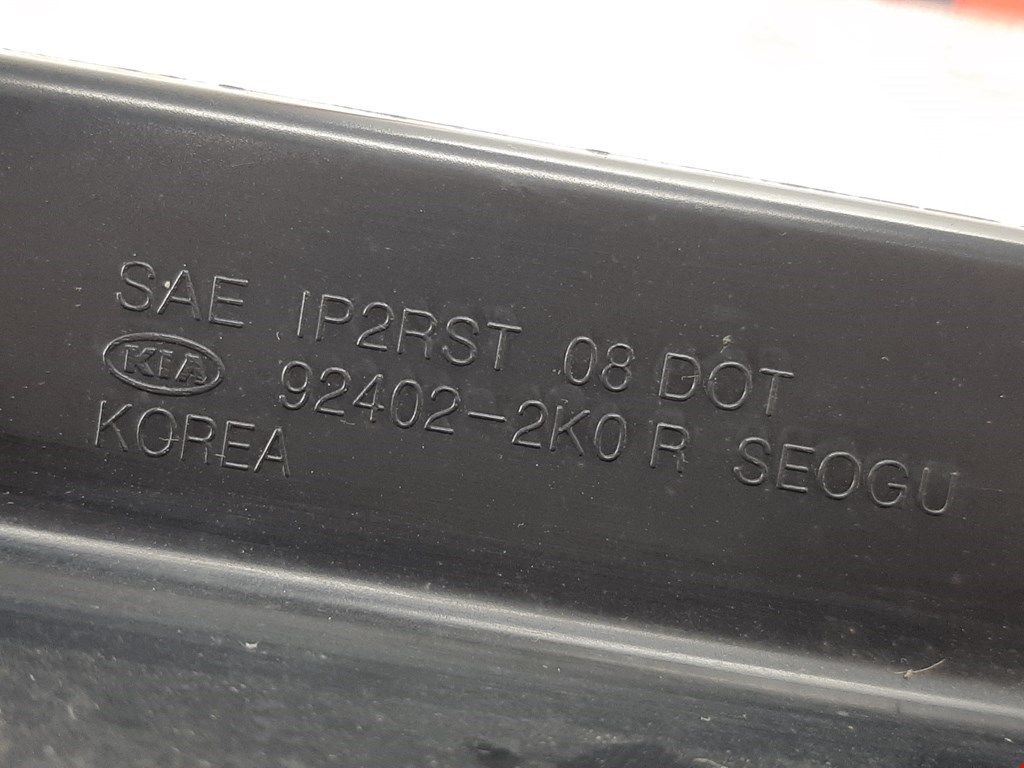 SAE IP2RST 08 DOT
KIA 92402-2K0 R SEOGU
KOREA